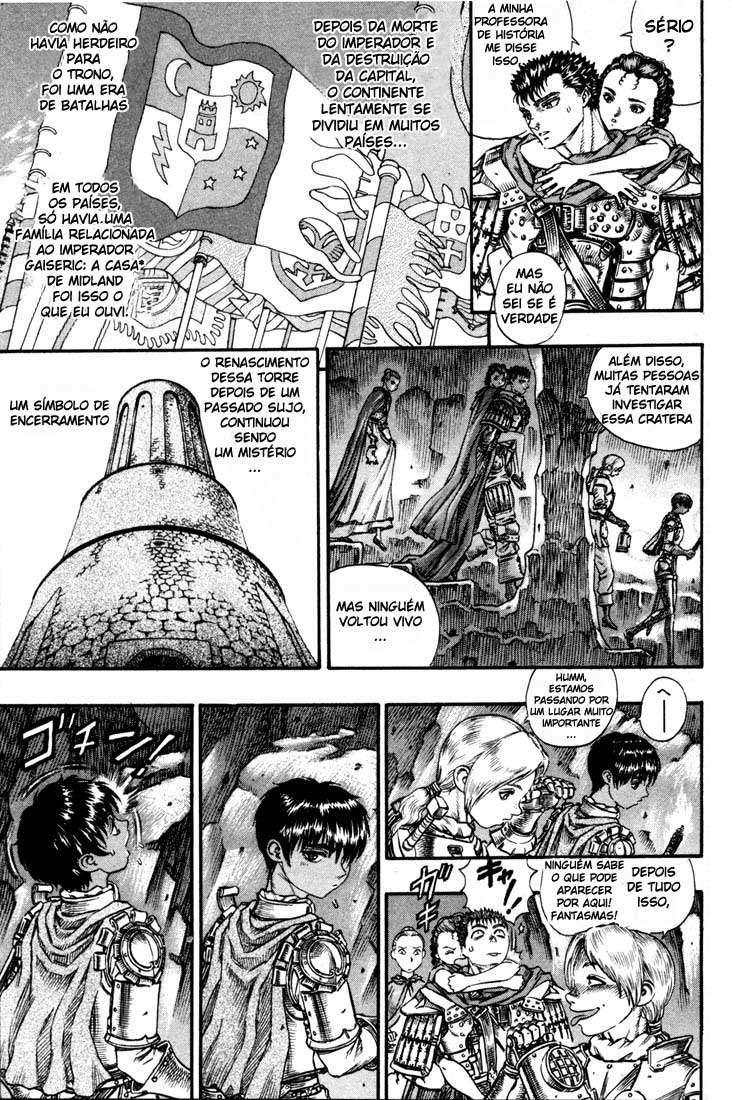 SÉRIO
?
A MINHA
PROFESSORA
DE HISTÓRIA
ME DISSE
ISSO.
MAS
EU NÃO
SEI SE É
VERDADE
DEPOIS DA MORTE
DO IMPERADOR E
DA DESTRUIÇÃO
DA CAPITAL,
O CONTINENTE
LENTAMENTE SE
DIVIDIU EM MUITOS
PAÍSES...
COMO NÃO
HAVIA HERDEIRO
PARA
O TRONO,
FOI UMA ERA
DE BATALHAS
EM TODOS
OS PAÍSES,
SÓ HAVIA UMA
FAMÍLIA RELACIONADA
AO IMPERADOR
GAISERIC: A CASA
DE MIDLAND
FOI ISSO O
QUE EU OUVI.
ALÉM DISSO,
MUITAS PESSOAS
JÁ TENTARAM
INVESTIGAR
ESSA CRATERA
MAS NINGUÉM
VOLTOU VIVO
...
O RENASCIMENTO
DESSA TORRE
DEPOIS DE UM
PASSADO SUJO,
CONTINUOU
SENDO
UM MISTÉRIO
...
UM SÍMBOLO DE
ENCERRAMENTO
へー
HUMM,
ESTAMOS
PASSANDO POR
UM LUGAR MUITO
IMPORTANTE
...
DEPOIS
DE TUDO
ISSO,
NINGUÉM SABE
O QUE PODE
APARECER
POR AQUI!
FANTASMAS!
ギャー!!
ガガ
ゴチン!!